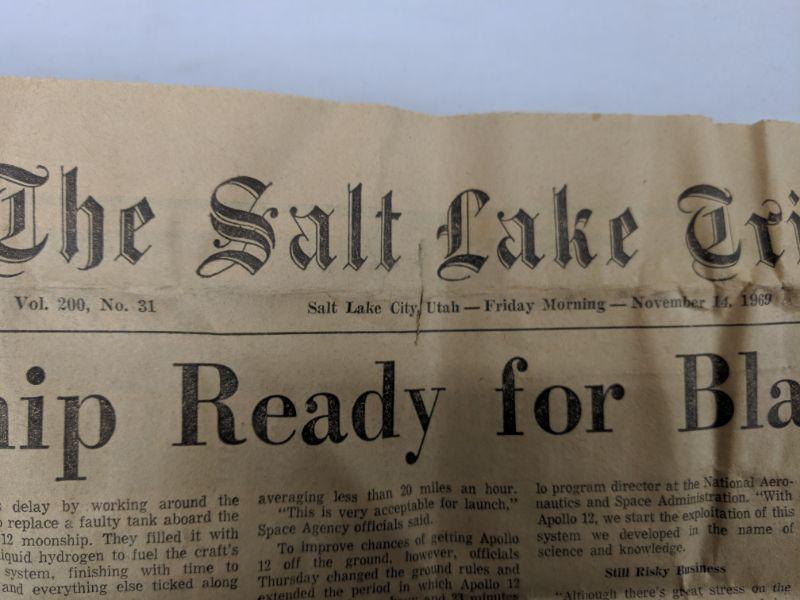 The Salt Lake Tri
Vol. 200, No. 31
Salt Lake City, Utah — Friday Morning — November 14, 1969
hip Ready for Bla
delay by working around the
replace a faulty tank aboard the
12 moonship. They filled it with
liquid hydrogen to fuel the craft's
system, finishing with time to
and everything else ticked along
averaging less than 20 miles an hour.
"This is very acceptable for launch,"
Space Agency officials said.
To improve chances of getting Apollo
12 off the ground, however, officials
Thursday changed the ground rules and
extended the period in which Apollo 12
hour and 23 minutes
lo program director at the National Aero-
nautics and Space Administration. "With
Apollo 12, we start the exploitation of this
system we developed in the name of
science and knowledge.
Still Risky Business
"Although there's great stress on the